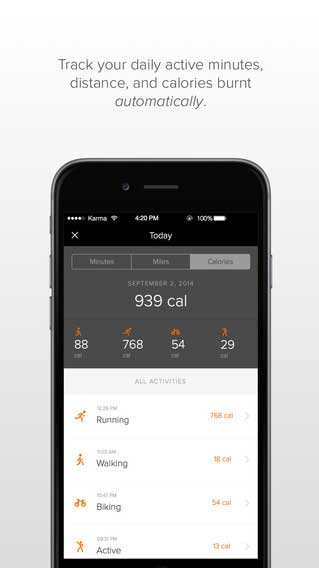 Track your daily active minutes,
distance, and calories burnt
automatically.
Karma 4:20 PM 100%
Today
Minutes Miles Calories
SEPTEMBER 2, 2014
939 cal
88 768 54 29
cal cal cal cal
ALL ACTIVITIES
12:28 PM
Running 768 cal
11:02 AM
Walking 18 cal
10:47 PM
Biking 54 cal
09:31 PM
Active 13 cal